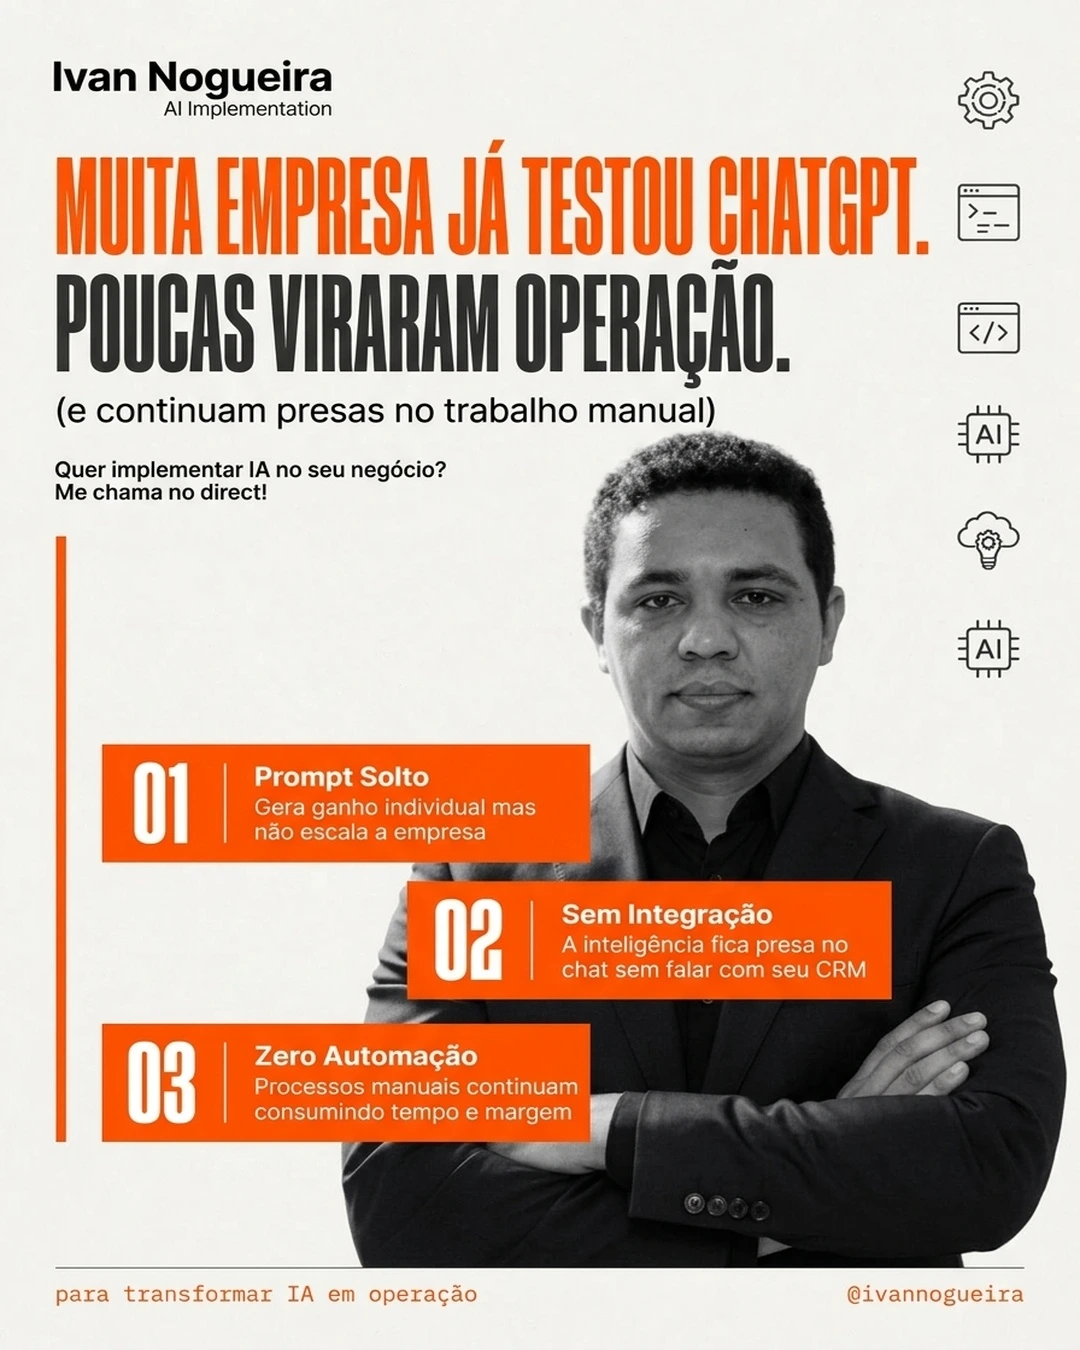 Ivan Nogueira
AI Implementation
MUITA EMPRESA JÁ TESTOU CHATGPT.
POUCAS VIRARAM OPERAÇÃO.
(e continuam presas no trabalho manual)
Quer implementar IA no seu negócio?
Me chama no direct!
AI
AI
01
Prompt Solto
Gera ganho individual mas
não escala a empresa
02
Sem Integração
A inteligência fica presa no
chat sem falar com seu CRM
03
Zero Automação
Processos manuais continuam
consumindo tempo e margem
para transformar IA em operação
@ivannogueira